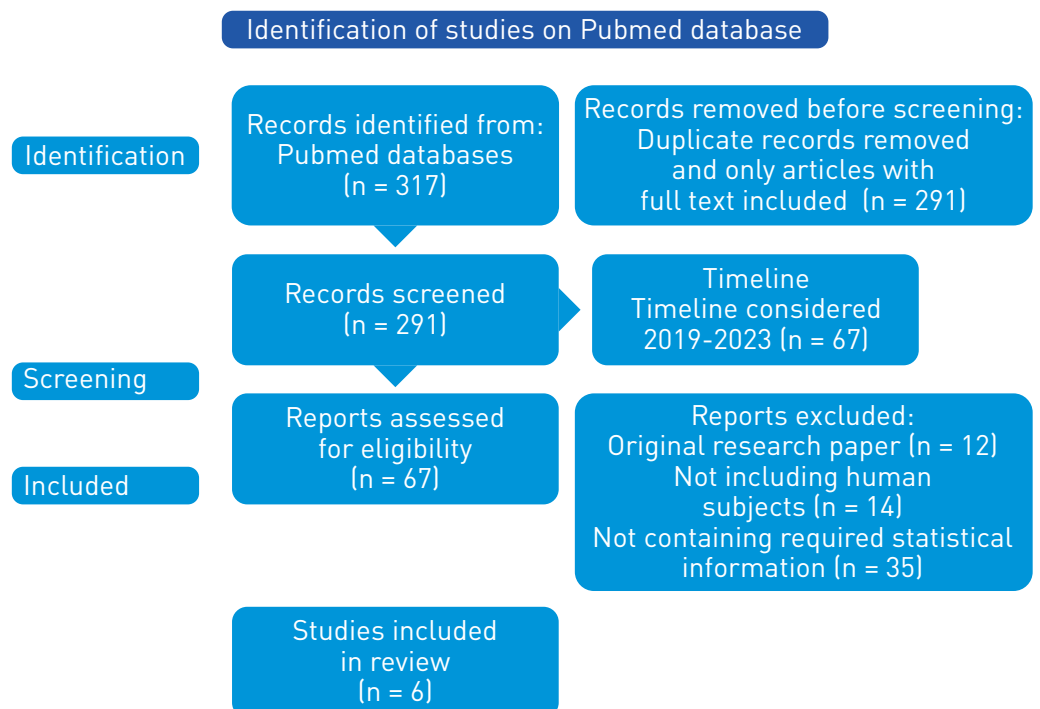 Identification of studies on Pubmed database
Identification
Records identified from:
Pubmed databases
(n = 317)
Records removed before screening:
Duplicate records removed
and only articles with
full text included (n = 291)
Records screened
(n = 291)
Timeline
Timeline considered
2019-2023 (n = 67)
Screening
Reports assessed
for eligibility
(n = 67)
Reports excluded:
Original research paper (n = 12)
Not including human
subjects (n = 14)
Not containing required statistical
information (n = 35)
Included
Studies included
in review
(n = 6)